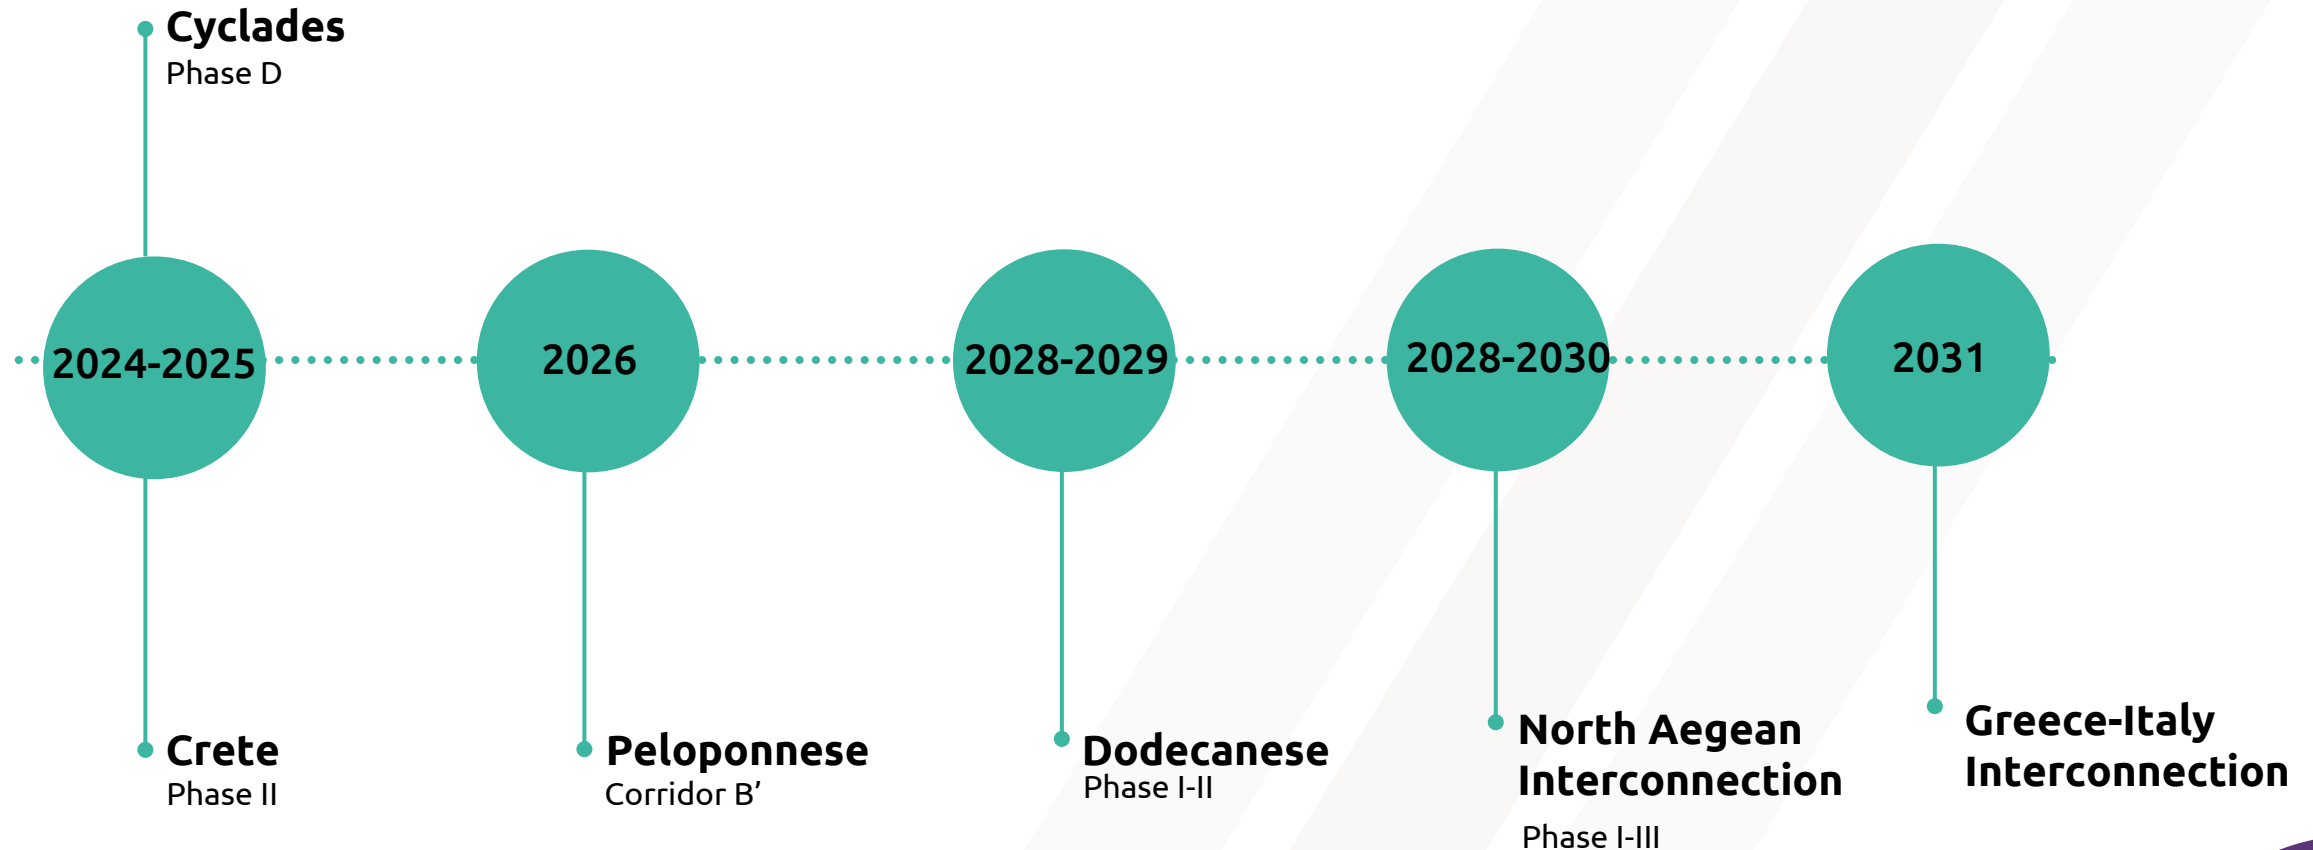 Cyclades
Phase D
2024-2025
2026
2028-2029
2028-2030
2031
Crete
Phase II
Peloponnese
Corridor B’
Dodecanese
Phase I-II
North Aegean
Interconnection
Phase I-III
Greece-Italy
Interconnection